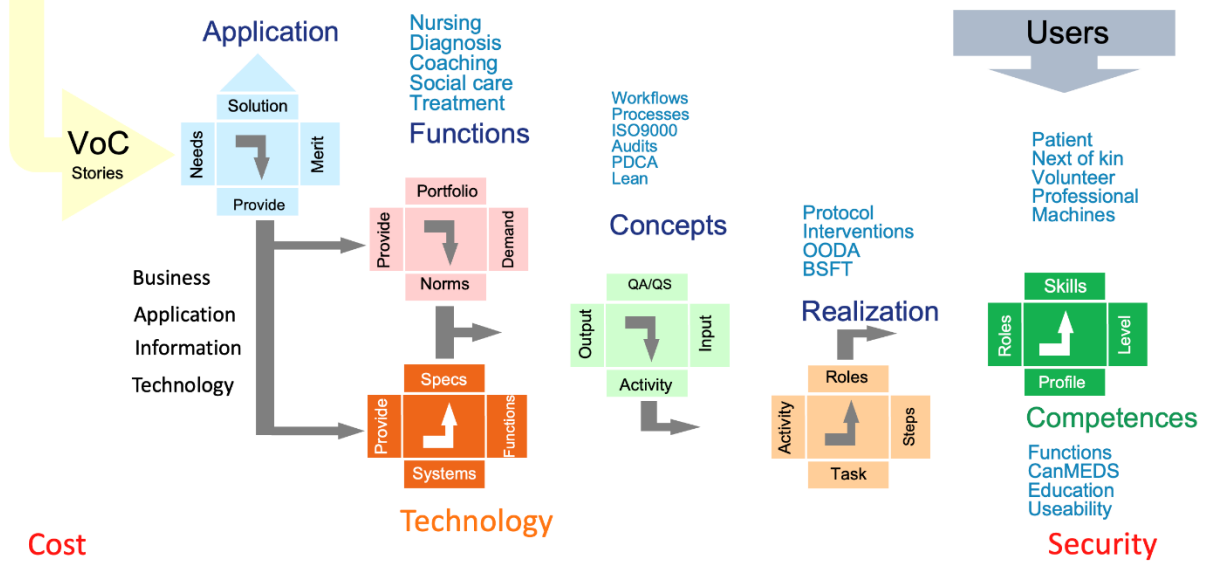 Application
VoC
Stories
Solution
Needs
Merit
Provide
Business
Application
Information
Technology
Nursing
Diagnosis
Coaching
Social care
Treatment
Functions
Portfolio
Provide
Demand
Norms
Specs
Provide
Functions
Systems
Technology
Workflows
Processes
ISO9000
Audits
PDCA
Lean
Concepts
QA/QS
Output
Input
Activity
Protocol
Interventions
OODA
BSFT
Realization
Roles
Activity
Steps
Task
Users
Patient
Next of kin
Volunteer
Professional
Machines
Skills
Roles
Level
Profile
Competences
Functions
CanMEDS
Education
Useability
Cost
Security